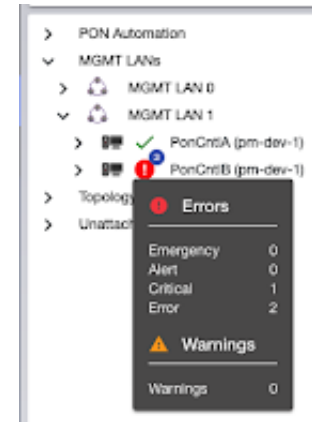 PON Automation
MGMT LANs
MGMT LAN 0
MGMT LAN 1
PonCntlA (pm-dev-1)
PonCntlB (pm-dev-1)
Topology
Unattach
Errors
Emergency 0
Alert 0
Critical 1
Error 2
Warnings
Warnings 0